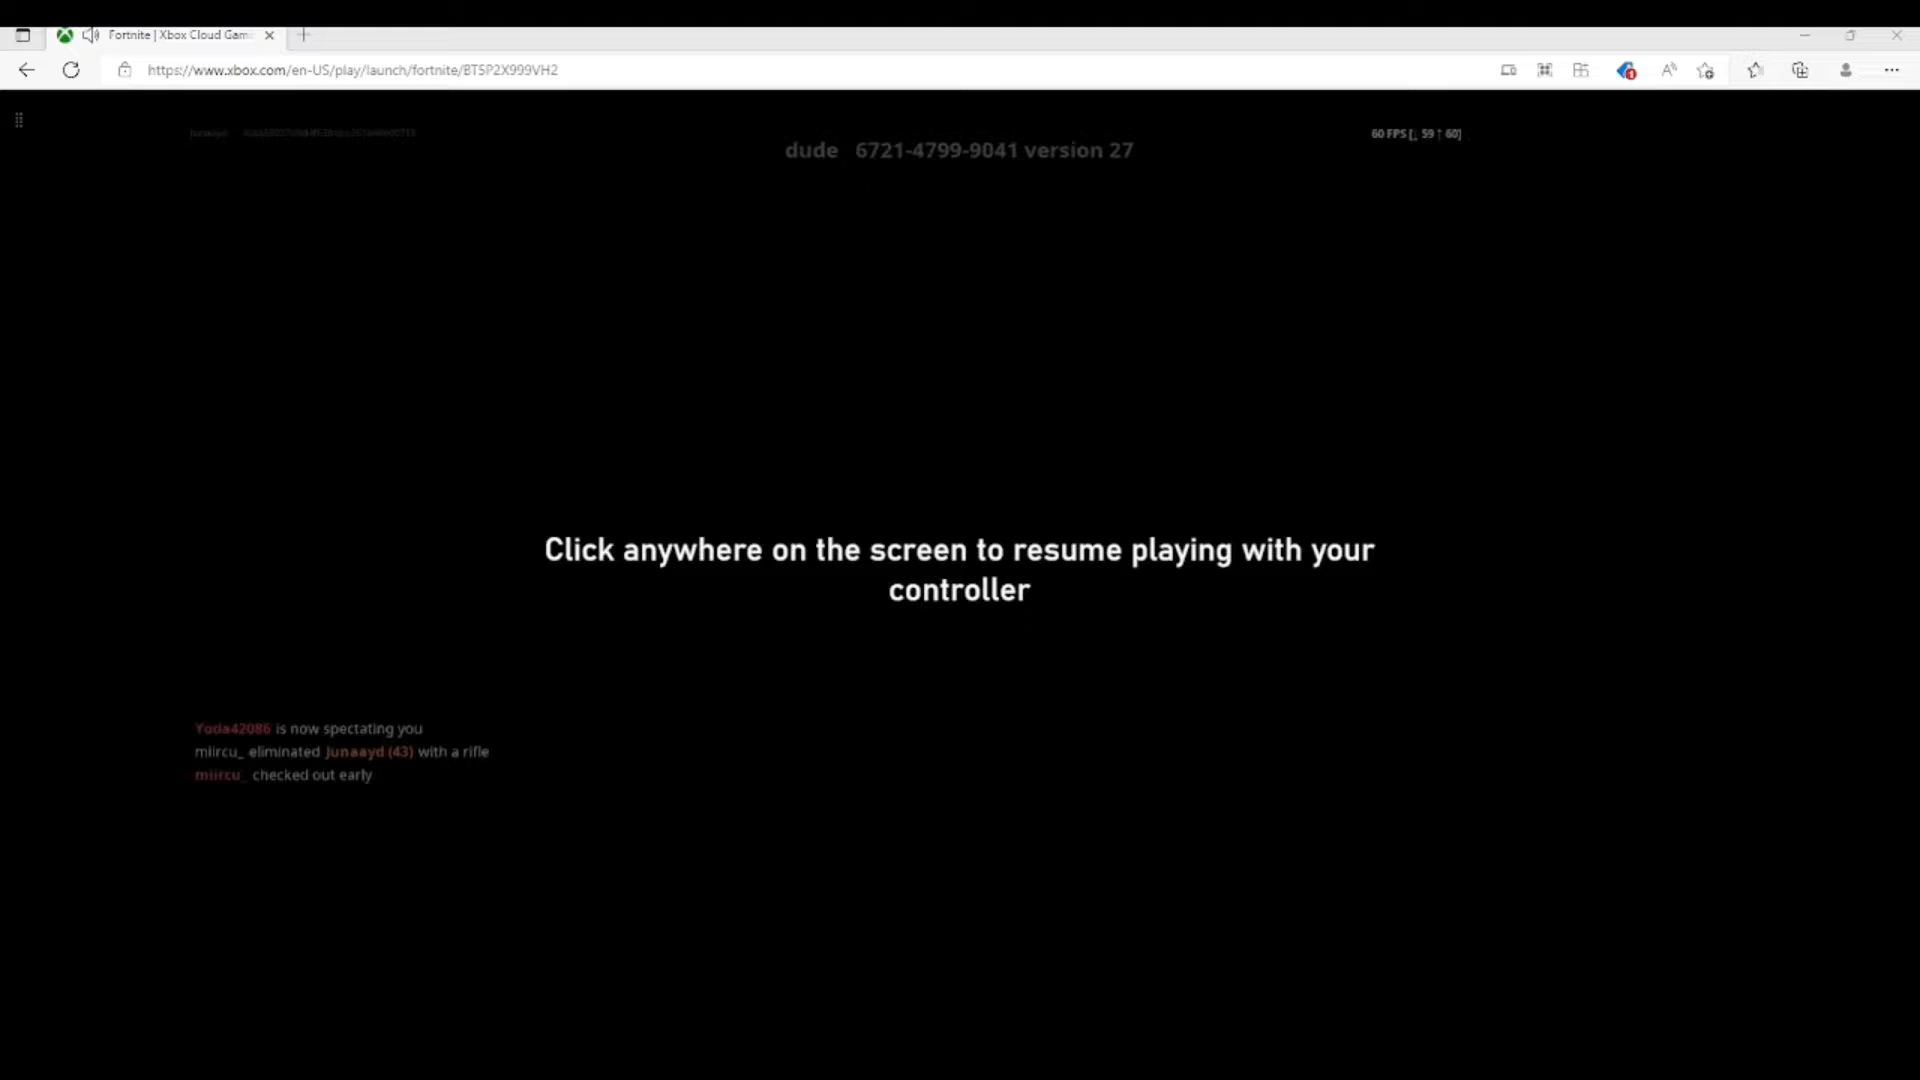 Fortnite | Xbox Cloud Gam
https://www.xbox.com/en-US/play/launch/fortnite/BT5P2X999VH2
60 FPS [↓ 59 ↑ 60]
dude 6721-4799-9041 version 27
Click anywhere on the screen to resume playing with your
controller
Yoda42086 is now spectating you
miircu_ eliminated Junaayd (43) with a rifle
miircu_ checked out early